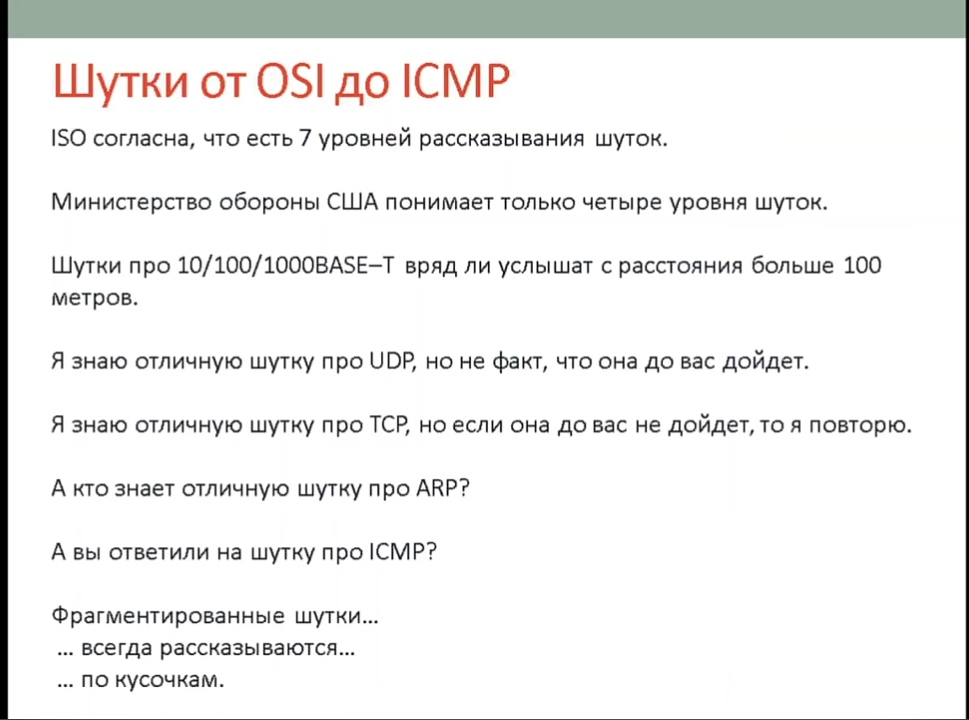 Шутки от OSI до ICMP
ISO согласна, что есть 7 уровней рассказывания шуток.
Министерство обороны США понимает только четыре уровня шуток.
Шутки про 10/100/1000BASE–T вряд ли услышат с расстояния больше 100
метров.
Я знаю отличную шутку про UDP, но не факт, что она до вас дойдет.
Я знаю отличную шутку про TCP, но если она до вас не дойдет, то я повторю.
А кто знает отличную шутку про ARP?
А вы ответили на шутку про ICMP?
Фрагментированные шутки...
... всегда рассказываются...
... по кусочкам.